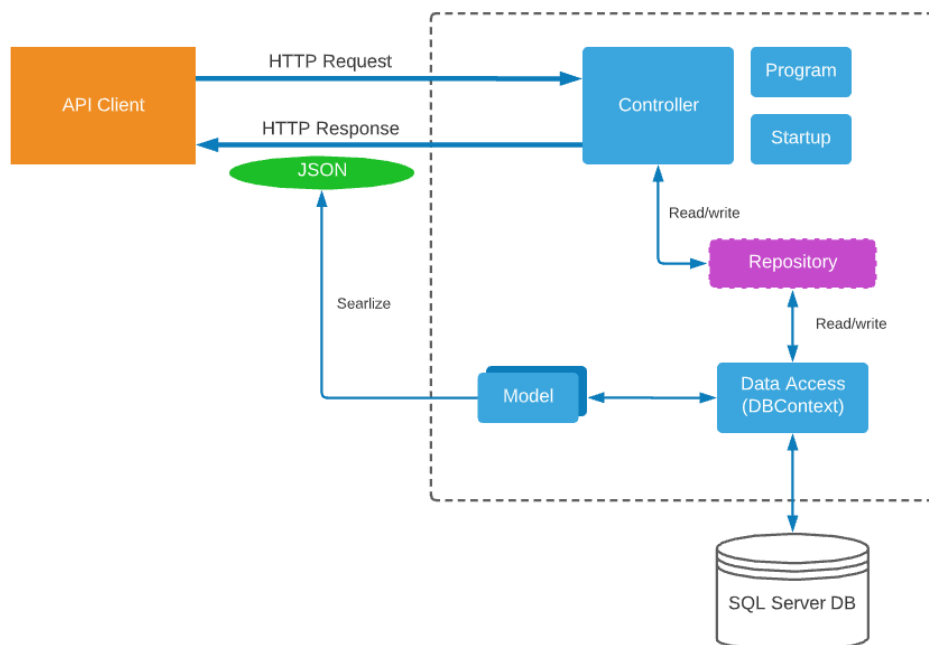 HTTP Request
API Client
Controller
Program
HTTP Response
Startup
JSON
Read/write
Repository
Searlize
Read/write
Model
Data Access
(DBContext)
SQL Server DB